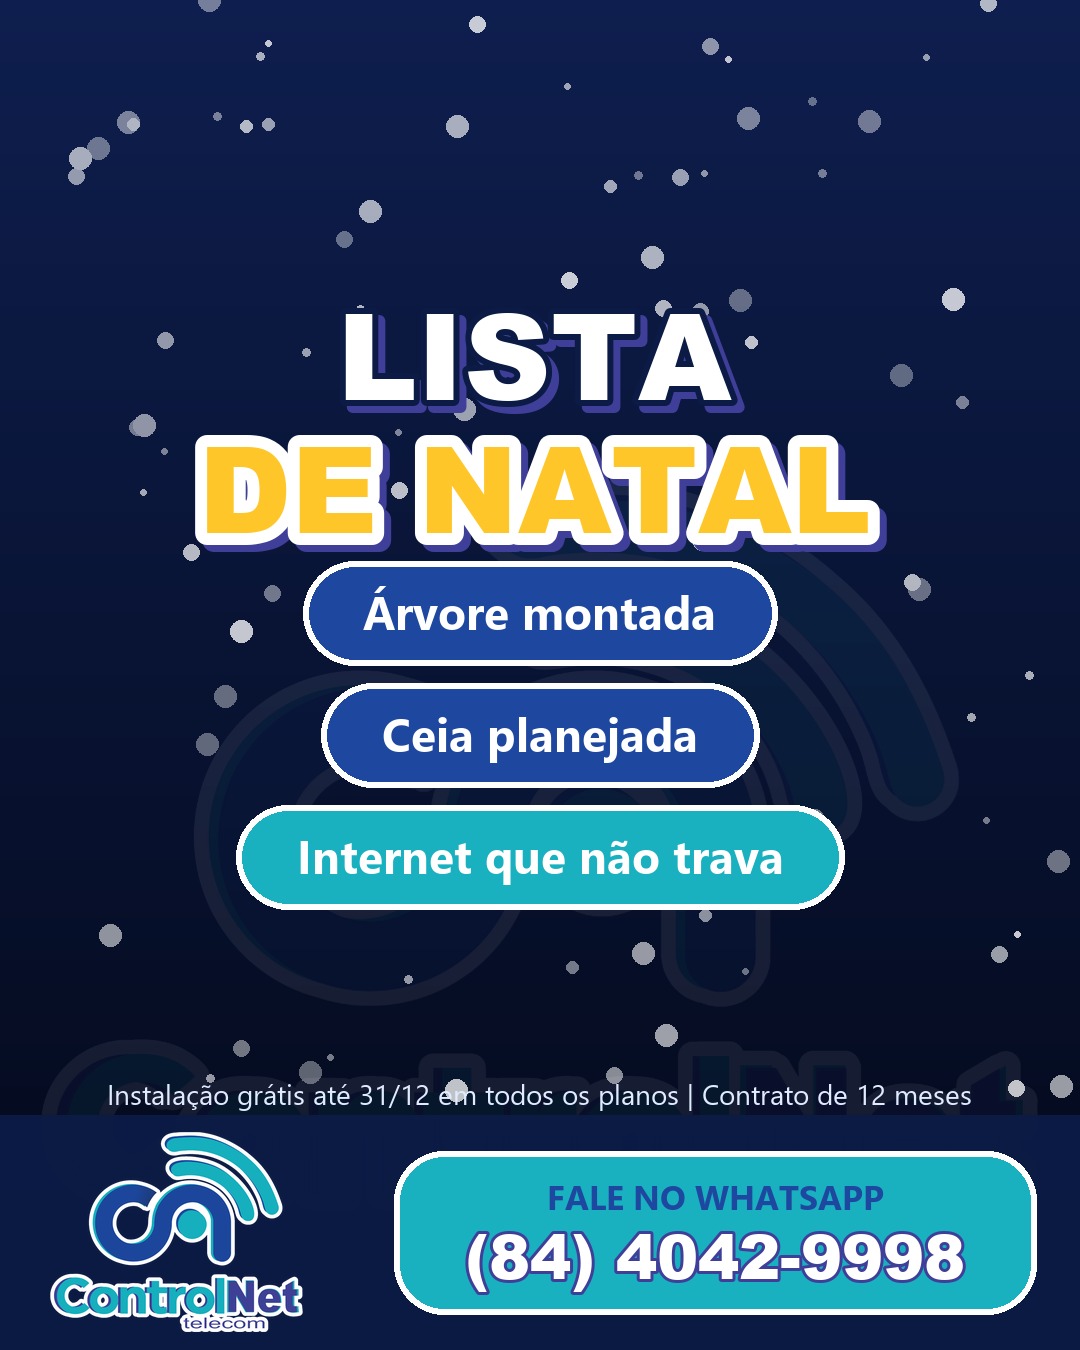 LISTA
DE NATAL
Árvore montada
Ceia planejada
Internet que não trava
Instalação grátis até 31/12 em todos os planos | Contrato de 12 meses
FALE NO WHATSAPP
(84) 4042-9998
ControlNet
telecom